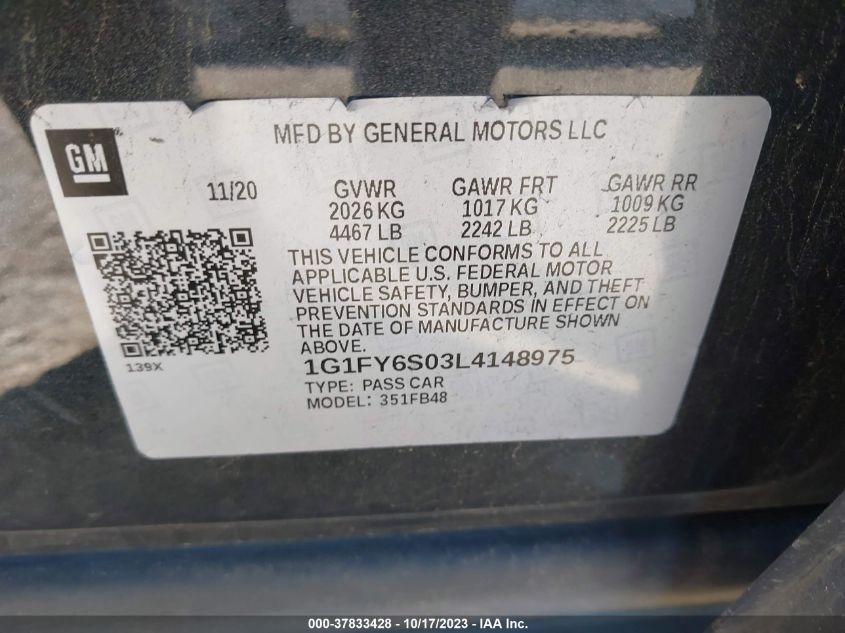 MFD BY GENERAL MOTORS LLC
GM
11/20 GVWR GAWR FRT GAWR RR
2026 KG 1017 KG 1009 KG
4467 LB 2242 LB 2225 LB
THIS VEHICLE CONFORMS TO ALL
APPLICABLE U.S. FEDERAL MOTOR
VEHICLE SAFETY, BUMPER, AND THEFT
PREVENTION STANDARDS IN EFFECT ON
THE DATE OF MANUFACTURE SHOWN
ABOVE.
139X
1G1FY6S03L4148975
TYPE: PASS CAR
MODEL: 351FB48
000-37833428 - 10/17/2023 - Copyright © 2023 IAA, Inc.